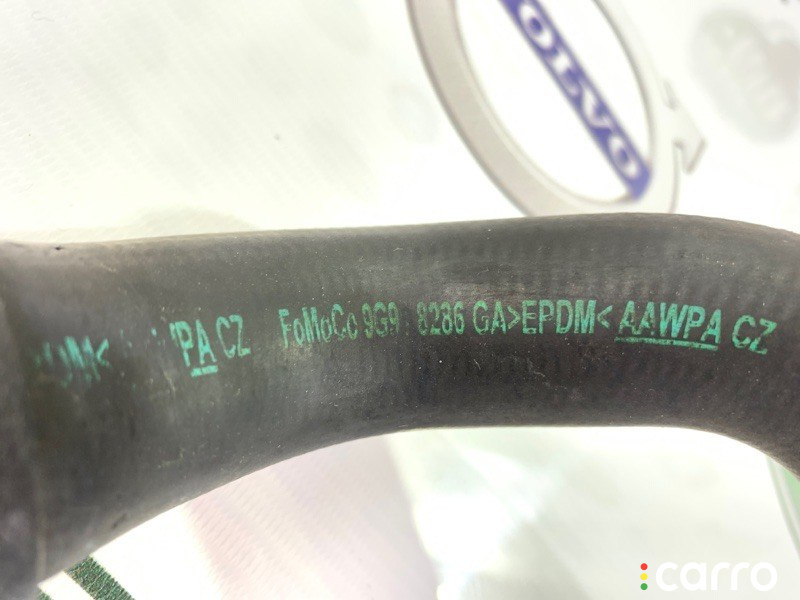 VOLVO
PA CZ FoMoCo 9G9 8286 GA>EPDM< AAWPA CZ
carro